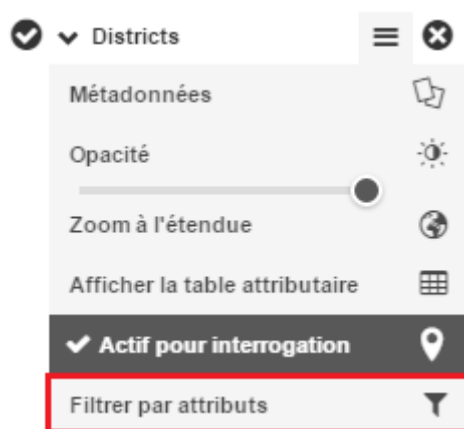 Districts
Métadonnées
Opacité
Zoom à l'étendue
Afficher la table attributaire
Actif pour interrogation
Filtrer par attributs